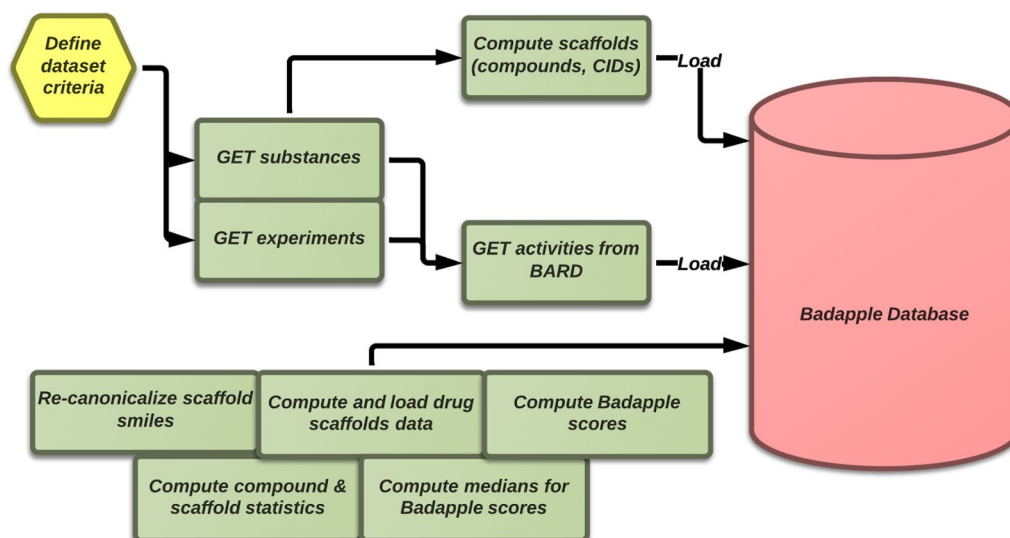 Define
dataset
criteria
Compute scaffolds
(compounds, CIDs)
Load
GET substances
GET experiments
GET activities from
BARD
Load
Badapple Database
Re-canonicalize scaffold
smiles
Compute and load drug
scaffolds data
Compute Badapple
scores
Compute compound &
scaffold statistics
Compute medians for
Badapple scores